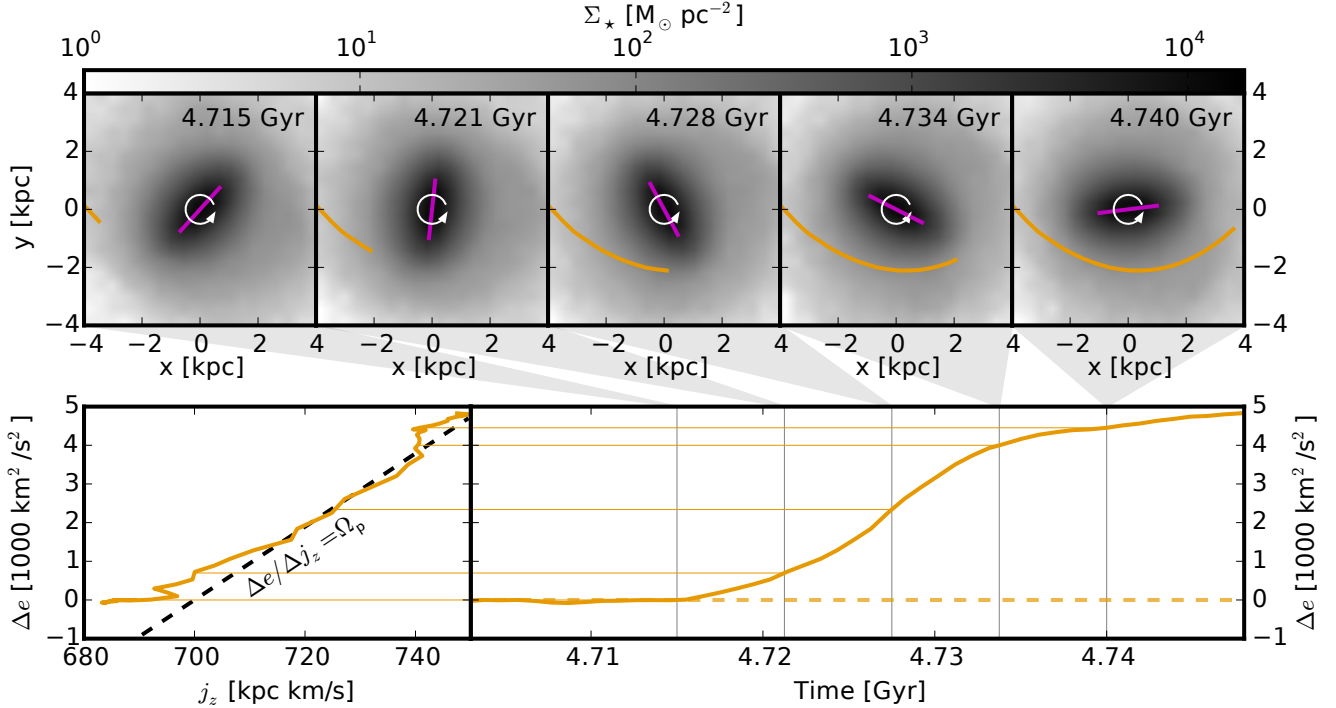 Σ⋆ [M⊙ pc⁻²]
10⁰ 10¹ 10² 10³ 10⁴
4 4.715 Gyr 4.721 Gyr 4.728 Gyr 4.734 Gyr 4.740 Gyr 4
2 2
y [kpc] 0 0
−2 −2
−4 −4
−4 −2 0 2 4 −2 0 2 4 −2 0 2 4 −2 0 2 4 −2 0 2 4
x [kpc] x [kpc] x [kpc] x [kpc] x [kpc]
5 5
4 4
3 3
2 2
1 1
0 0
−1 −1
Δe [1000 km² /s²]
Δe/Δj_z=Ω_p
Δe [1000 km² /s²]
680 700 720 740 4.71 4.72 4.73 4.74
j_z [kpc km/s] Time [Gyr]